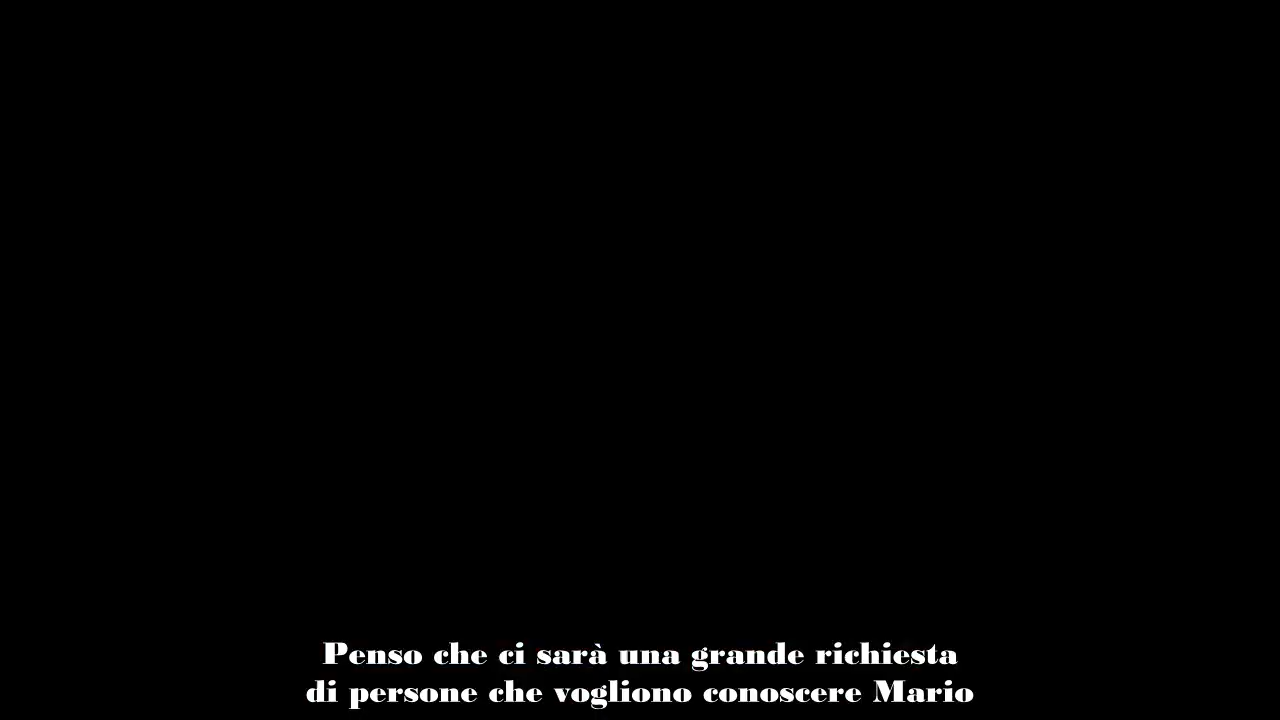 Penso che ci sarà una grande richiesta
di persone che vogliono conoscere Mario